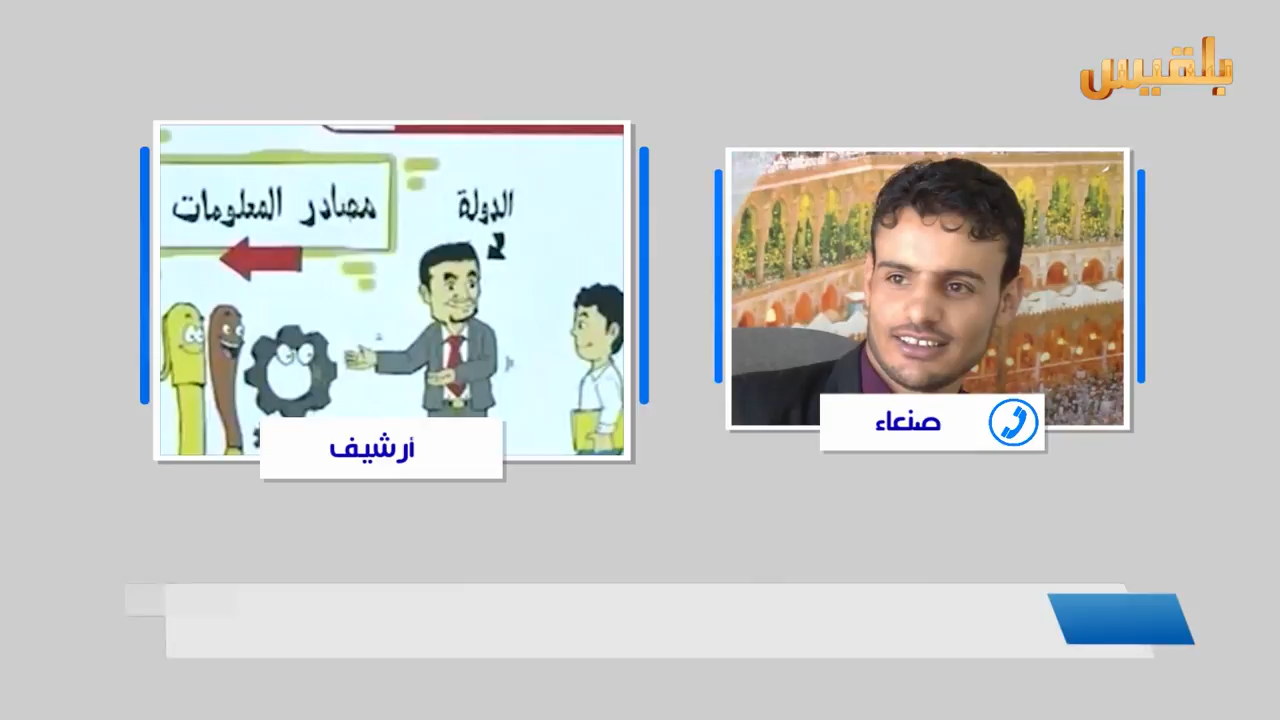 بلقيس
الدولة
مصادر المعلومات
صنعاء
أرشيف